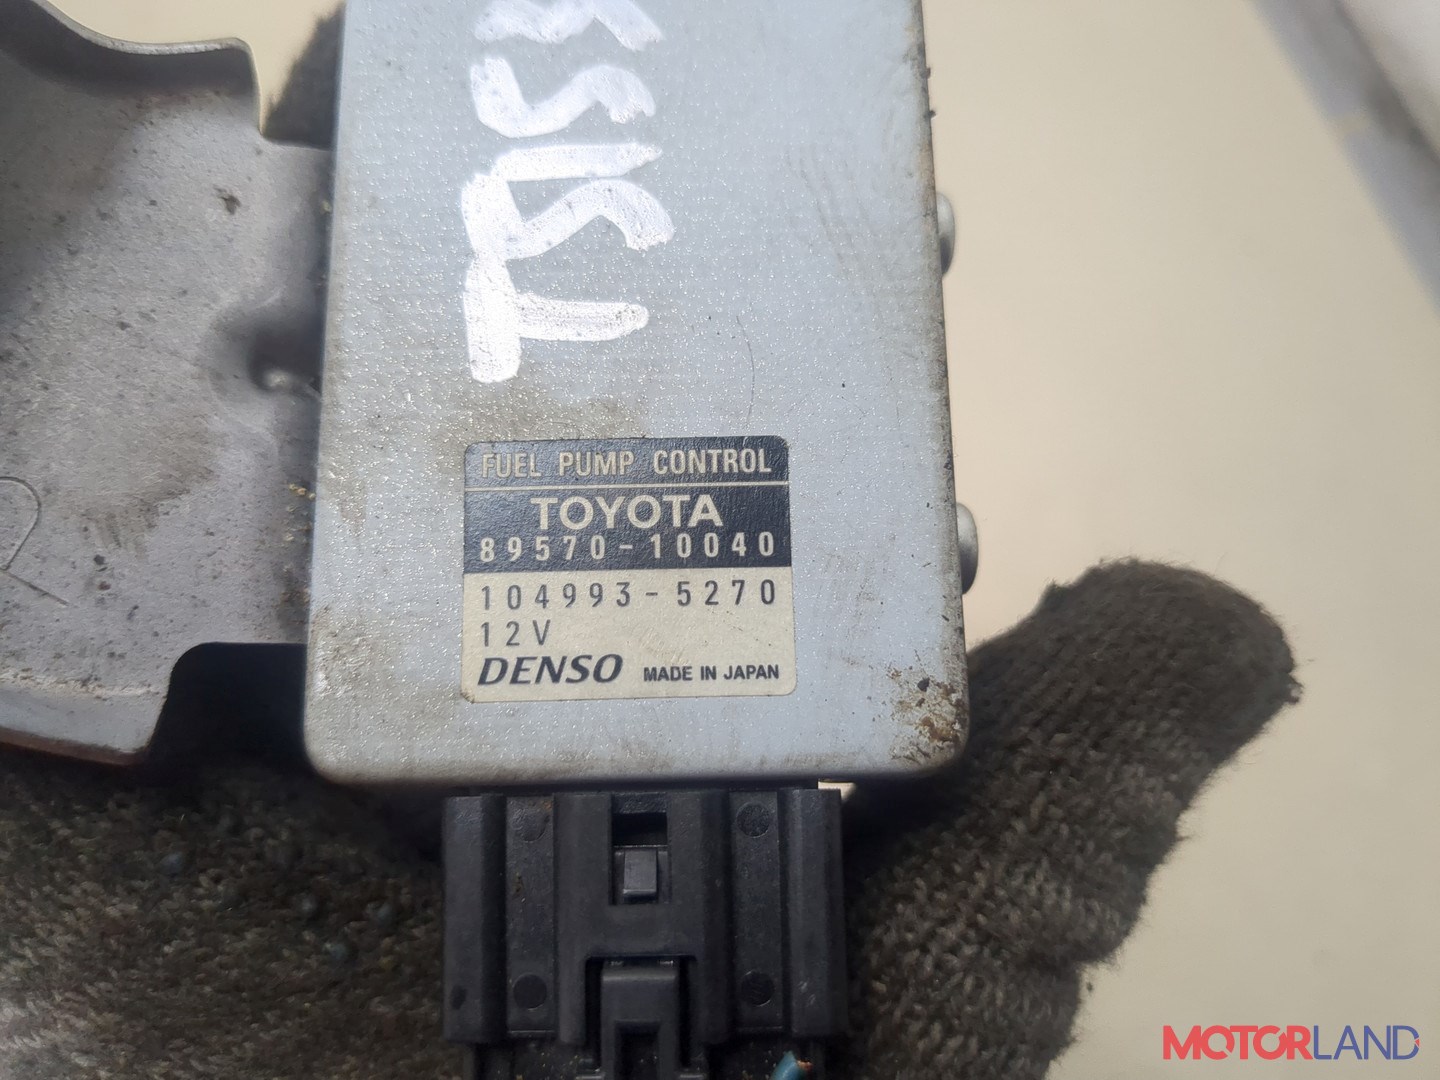 FUEL PUMP CONTROL
TOYOTA
89570-10040
104993-5270
12V
DENSO MADE IN JAPAN
MOTORLAND